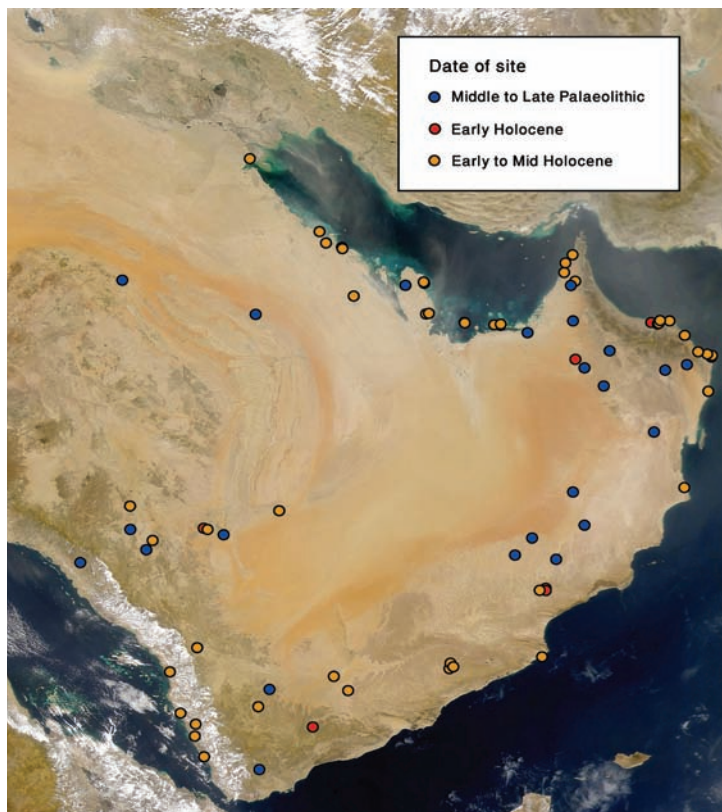 Date of site
Middle to Late Palaeolithic
Early Holocene
Early to Mid Holocene